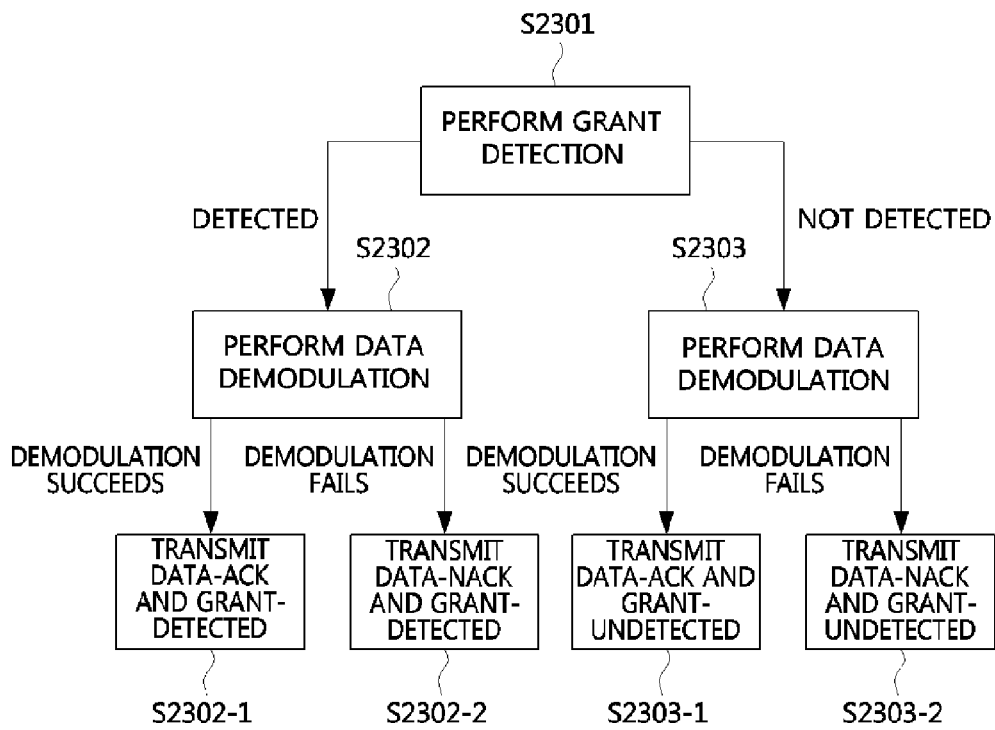 S2301
PERFORM GRANT
DETECTION
DETECTED
NOT DETECTED
S2302
S2303
PERFORM DATA
DEMODULATION
PERFORM DATA
DEMODULATION
DEMODULATION
SUCCEEDS
DEMODULATION
FAILS
DEMODULATION
SUCCEEDS
DEMODULATION
FAILS
TRANSMIT
DATA-ACK
AND GRANT-
DETECTED
TRANSMIT
DATA-NACK
AND GRANT-
DETECTED
TRANSMIT
DATA-ACK AND
GRANT-
UNDETECTED
TRANSMIT
DATA-NACK
AND GRANT-
UNDETECTED
S2302-1
S2302-2
S2303-1
S2303-2